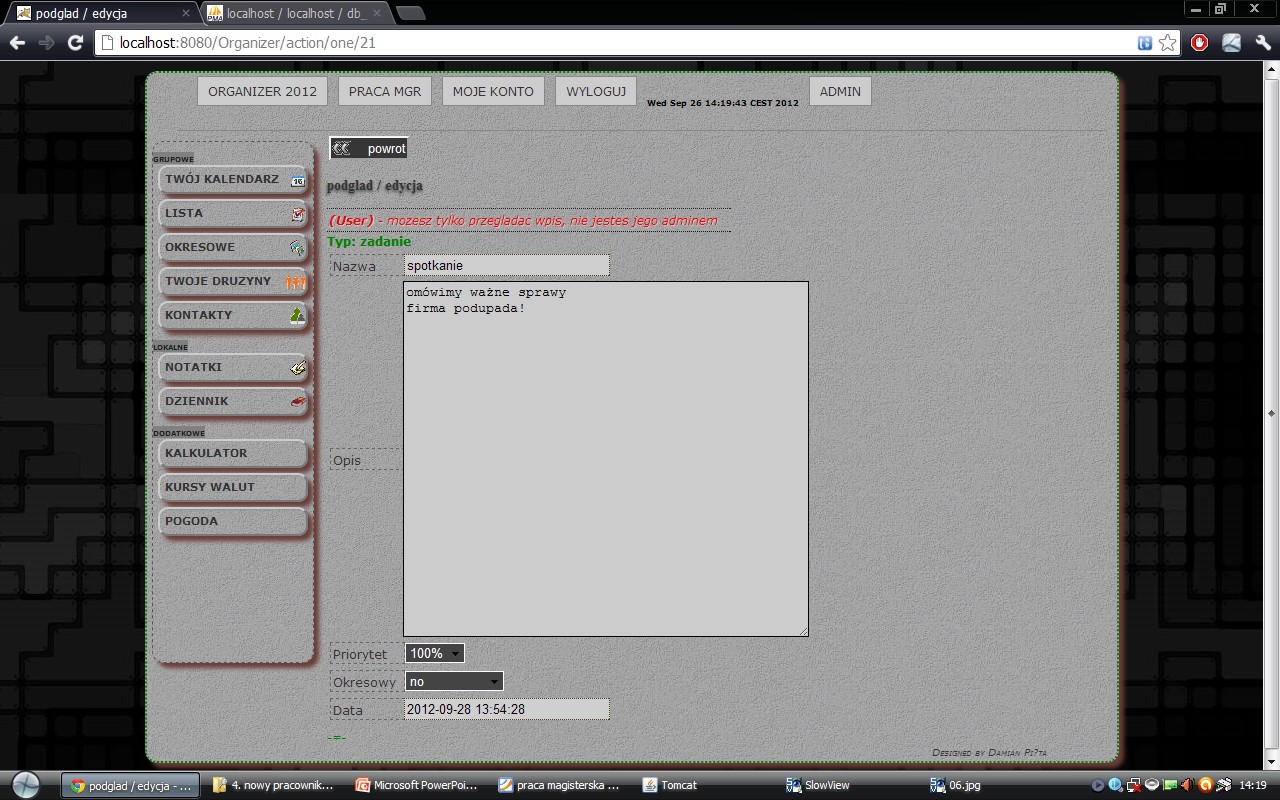 podglad / edycja
localhost / localhost / db_
localhost:8080/Organizer/action/one/21
ORGANIZER 2012 PRACA MGR MOJE KONTO WYLOGUJ Wed Sep 26 14:19:43 CEST 2012 ADMIN
GRUPOWE
TWÓJ KALENDARZ
LISTA
OKRESOWE
TWOJE DRUZYNY
KONTAKTY
LOKALNE
NOTATKI
DZIENNIK
DODATKOWE
KALKULATOR
KURSY WALUT
POGODA
powrot
podglad / edycja
(User) - mozesz tylko przegladac wpis, nie jestes jego adminem
Typ: zadanie
Nazwa spotkanie
omówimy ważne sprawy
firma podupada!
Opis
Priorytet 100%
Okresowy no
Data 2012-09-28 13:54:28
-=-
Designed by Damian Pi?ta
podglad / edycja - ... 4. nowy pracownik... Microsoft PowerPoi... praca magisterska ... Tomcat SlowView 06.jpg 14:19